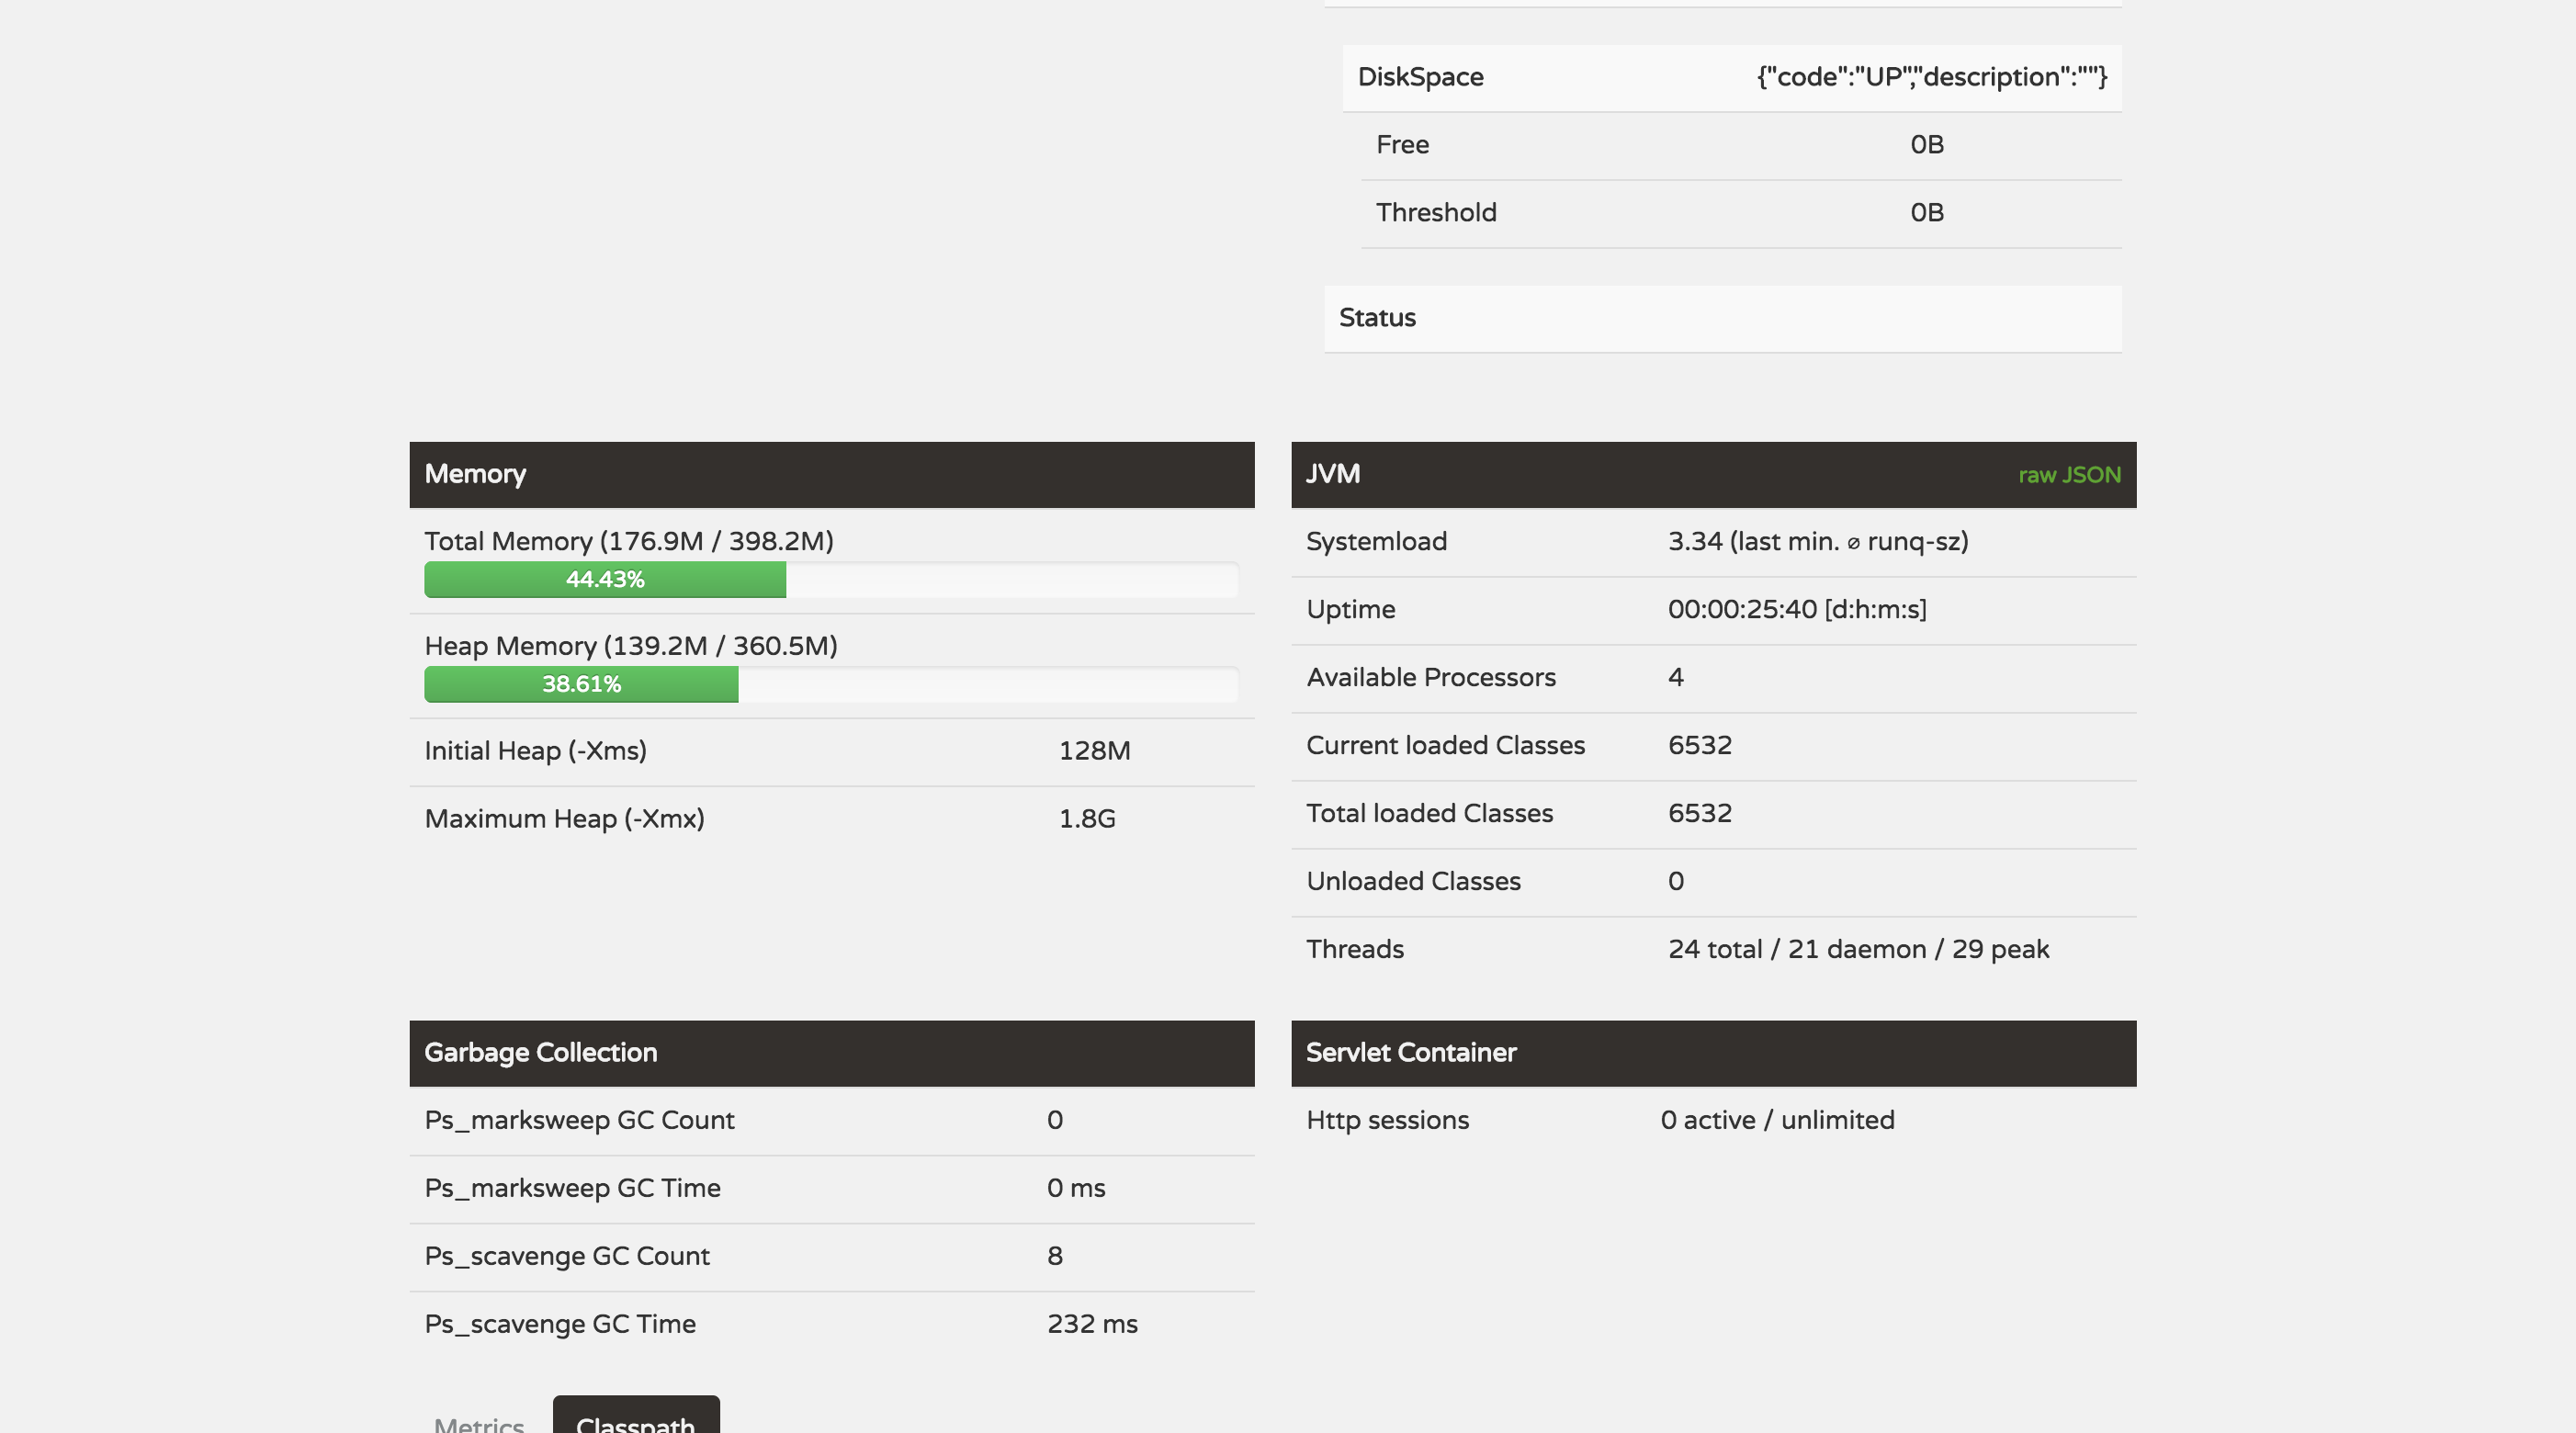 DiskSpace {"code":"UP","description":""}
Free 0B
Threshold 0B
Status
Memory
Total Memory (176.9M / 398.2M)
44.43%
Heap Memory (139.2M / 360.5M)
38.61%
Initial Heap (-Xms) 128M
Maximum Heap (-Xmx) 1.8G
JVM raw JSON
Systemload 3.34 (last min. ⌀ runq-sz)
Uptime 00:00:25:40 [d:h:m:s]
Available Processors 4
Current loaded Classes 6532
Total loaded Classes 6532
Unloaded Classes 0
Threads 24 total / 21 daemon / 29 peak
Garbage Collection
Ps_marksweep GC Count 0
Ps_marksweep GC Time 0 ms
Ps_scavenge GC Count 8
Ps_scavenge GC Time 232 ms
Servlet Container
Http sessions 0 active / unlimited
Metrics Classpath